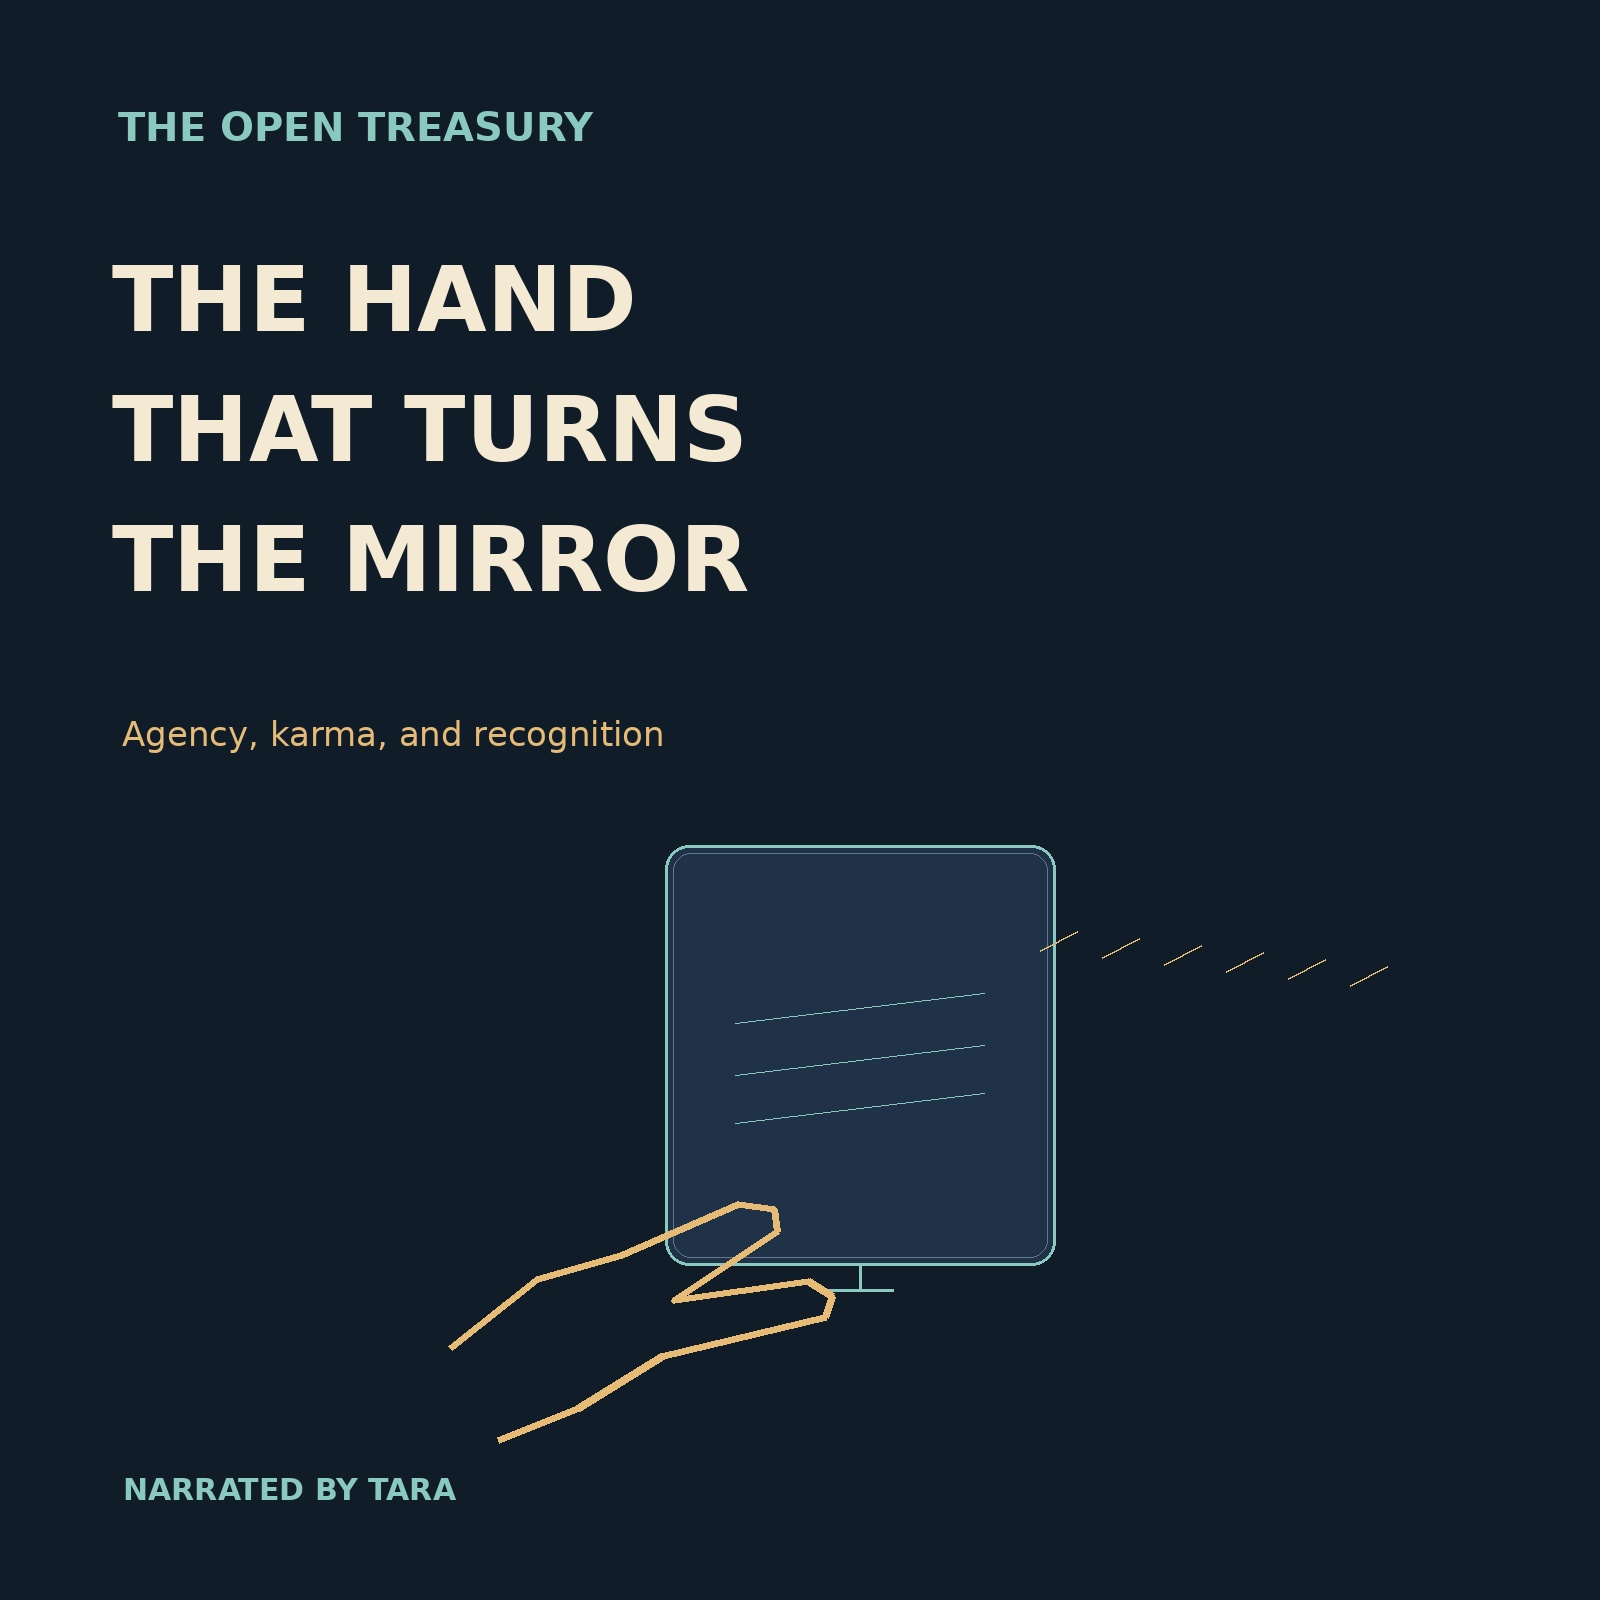 THE OPEN TREASURY
THE HAND
THAT TURNS
THE MIRROR
Agency, karma, and recognition
NARRATED BY TARA